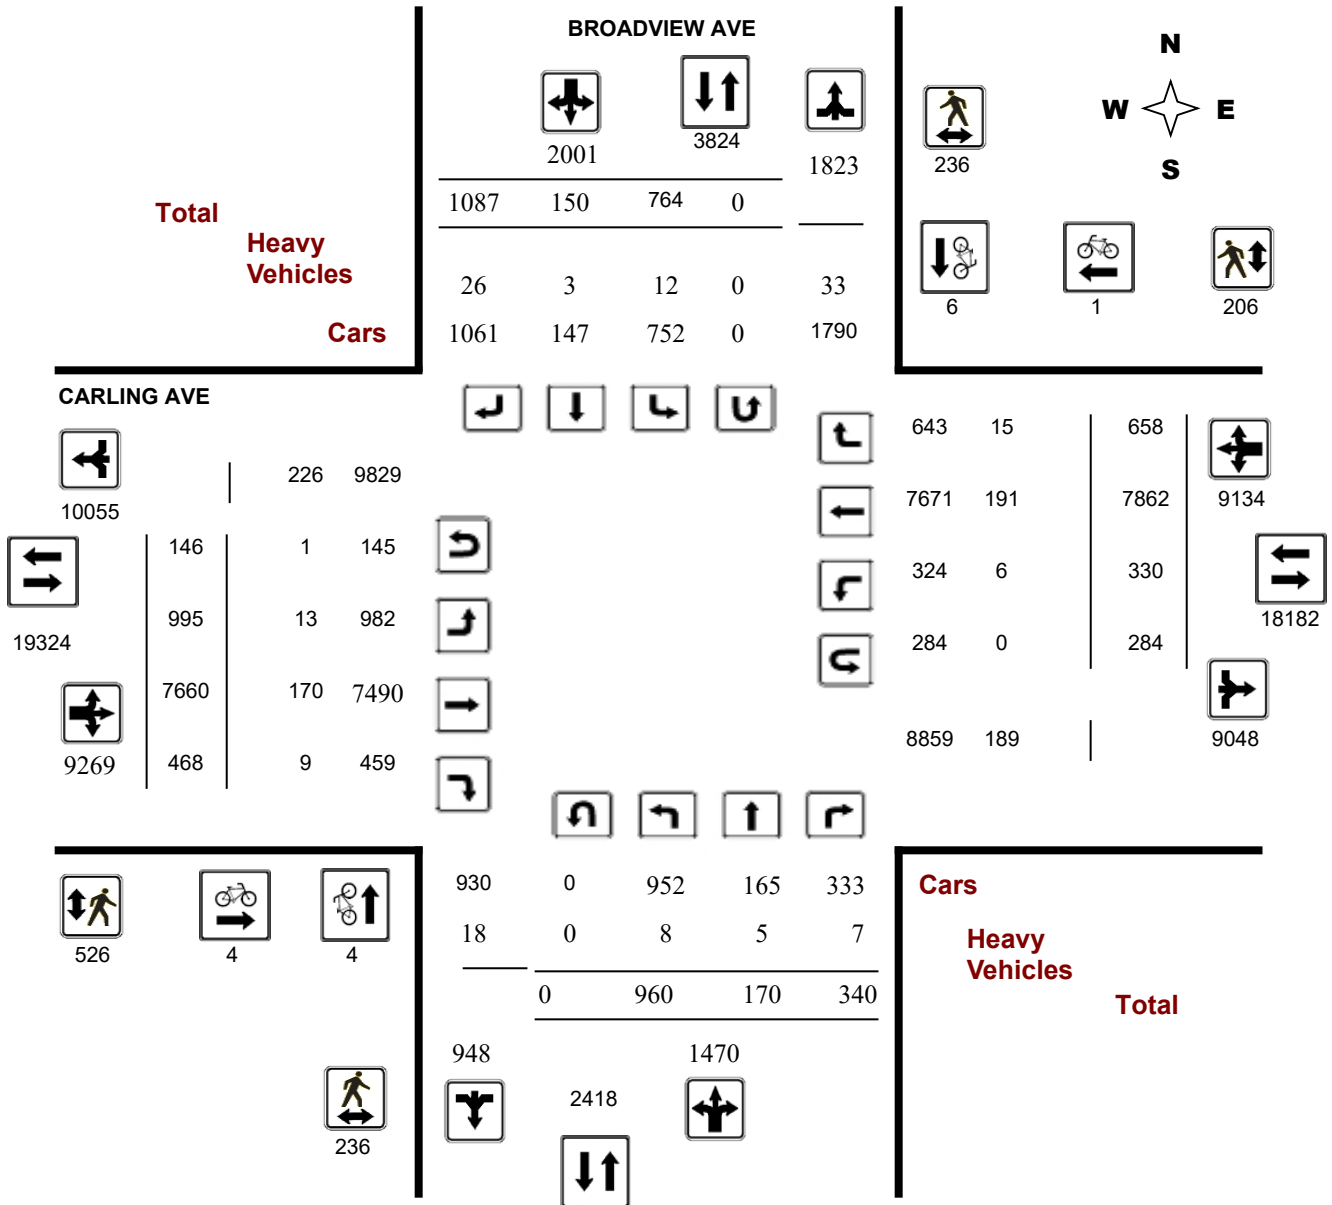 BROADVIEW AVE
N
W E
S
2001 3824 1823 236
1087 150 764 0
Total
Heavy
Vehicles
26 3 12 0 33
6 1 206
Cars 1061 147 752 0 1790
CARLING AVE
643 15 658
226 9829
10055
7671 191 7862 9134
146 1 145
324 6 330
18182
995 13 982
19324
284 0 284
7660 170 7490
8859 189 9048
9269 468 9 459
930 0 952 165 333 Cars
526 4 4
18 0 8 5 7 Heavy
Vehicles
0 960 170 340 Total
948 1470
2418
236